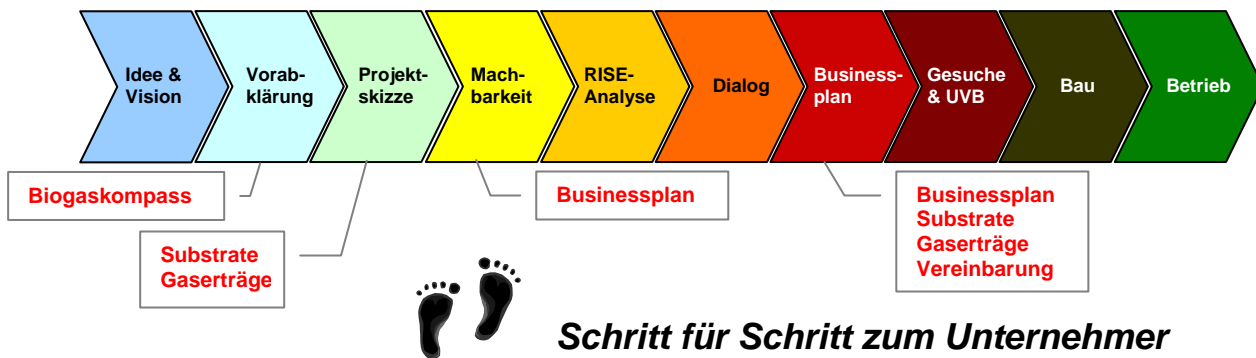 Idee &
Vision
Vorab-
klärung
Projekt-
skizze
Mach-
barkeit
RISE-
Analyse
Dialog
Business-
plan
Gesuche
& UVB
Bau
Betrieb
Biogaskompass
Substrate
Gaserträge
Businessplan
Businessplan
Substrate
Gaserträge
Vereinbarung
Schritt für Schritt zum Unternehmer